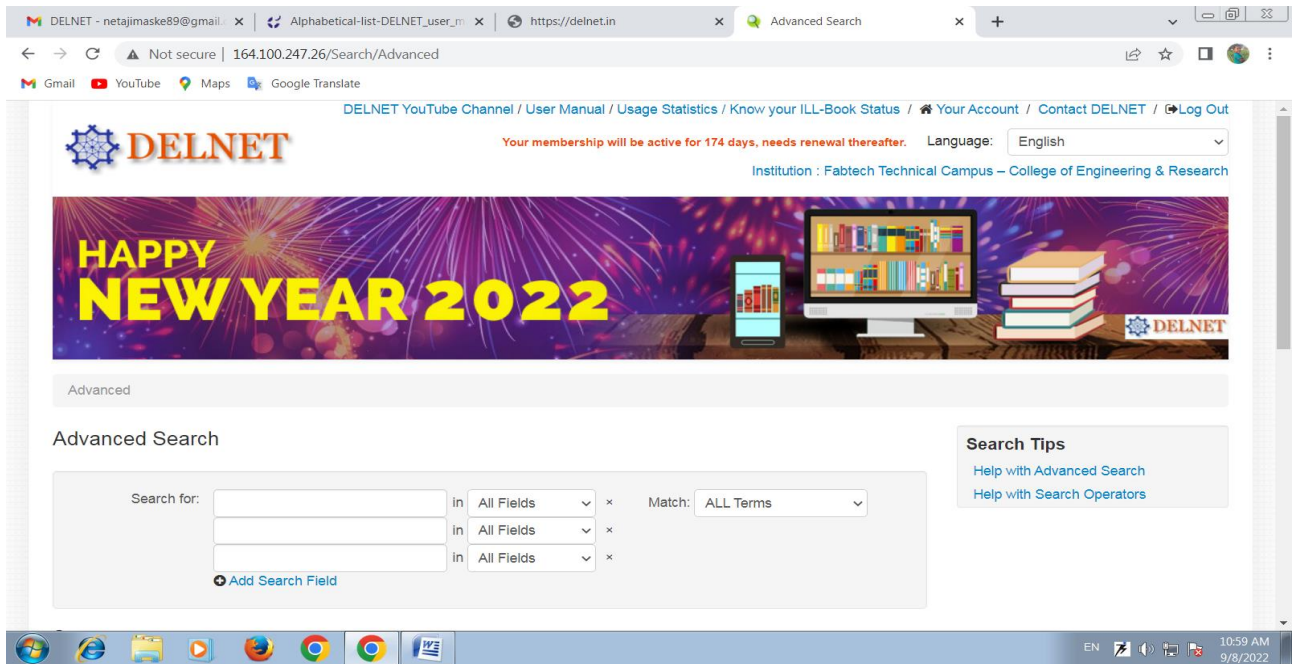 DELNET - netajimaske89@gmail.
Alphabetical-list-DELNET_user_m
https://delnet.in
Advanced Search
Not secure | 164.100.247.26/Search/Advanced
Gmail YouTube Maps Google Translate
DELNET YouTube Channel / User Manual / Usage Statistics / Know your ILL-Book Status / Your Account / Contact DELNET / Log Out
DELNET
Your membership will be active for 174 days, needs renewal thereafter. Language: English
Institution : Fabtech Technical Campus – College of Engineering & Research
HAPPY
NEW YEAR 2022
DELNET
Advanced
Advanced Search
Search Tips
Help with Advanced Search
Help with Search Operators
Search for: in All Fields × Match: ALL Terms
in All Fields ×
in All Fields ×
Add Search Field
EN 10:59 AM
9/8/2022